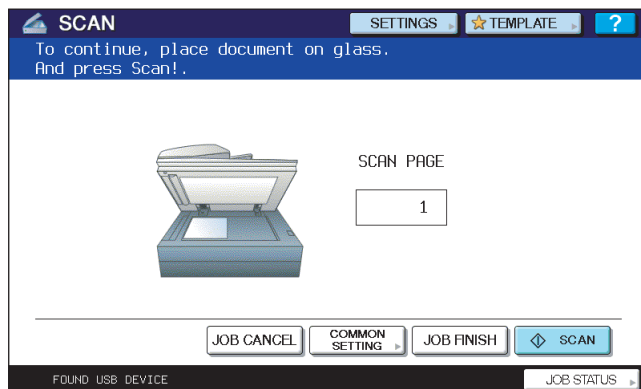 SCAN
SETTINGS
TEMPLATE
?
To continue, place document on glass.
And press Scan!.
SCAN PAGE
1
JOB CANCEL
COMMON
SETTING
JOB FINISH
SCAN
FOUND USB DEVICE
JOB STATUS